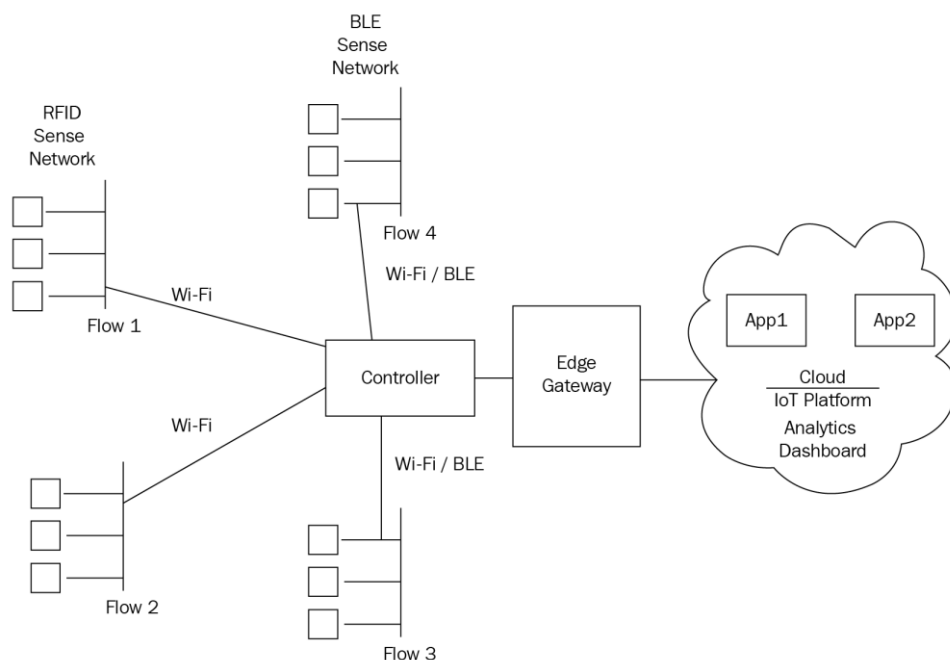 BLE
Sense
Network
RFID
Sense
Network
Flow 4
Wi-Fi / BLE
Wi-Fi
Flow 1
Controller
Edge
Gateway
App1
App2
Cloud
IoT Platform
Analytics
Dashboard
Wi-Fi
Wi-Fi / BLE
Flow 2
Flow 3